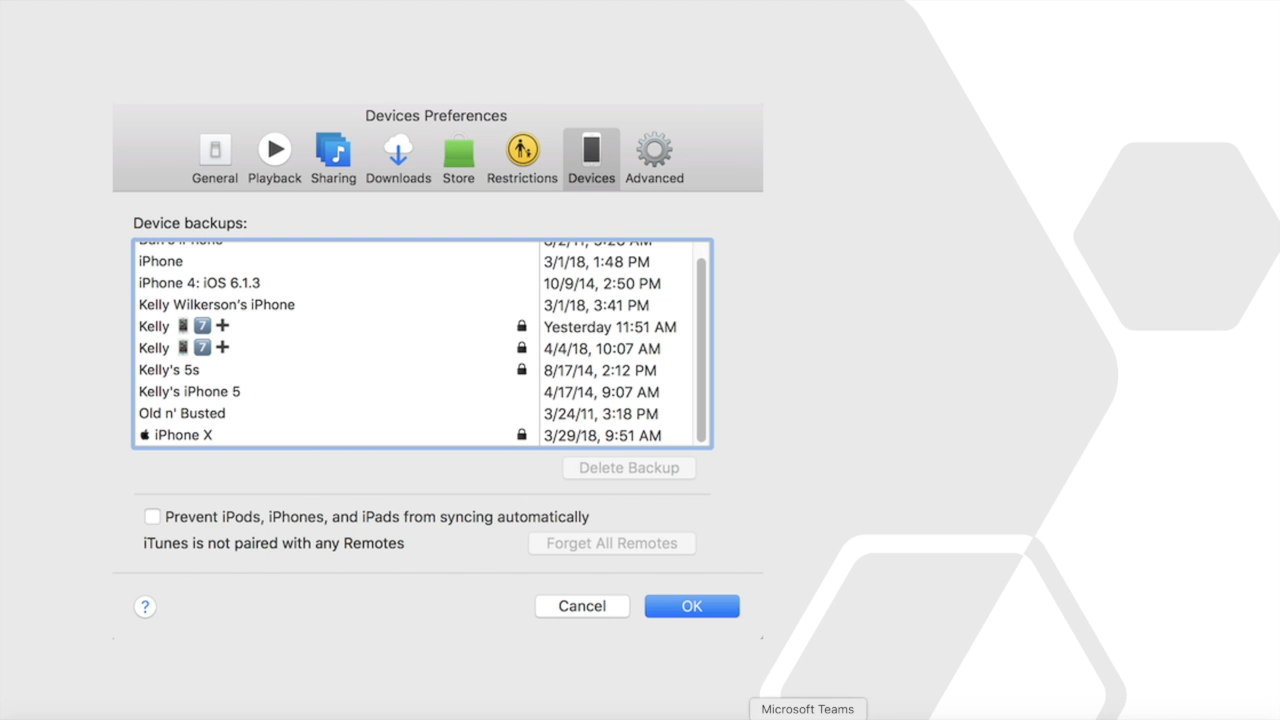 Devices Preferences
General Playback Sharing Downloads Store Restrictions Devices Advanced
Device backups:
iPhone 3/1/18, 1:48 PM
iPhone 4: iOS 6.1.3 10/9/14, 2:50 PM
Kelly Wilkerson's iPhone 3/1/18, 3:41 PM
Kelly 📱 7️⃣ ➕ Yesterday 11:51 AM
Kelly 📱 7️⃣ ➕ 4/4/18, 10:07 AM
Kelly's 5s 8/17/14, 2:12 PM
Kelly's iPhone 5 4/17/14, 9:07 AM
Old n' Busted 3/24/11, 3:18 PM
iPhone X 3/29/18, 9:51 AM
Delete Backup
Prevent iPods, iPhones, and iPads from syncing automatically
iTunes is not paired with any Remotes Forget All Remotes
? Cancel OK
Microsoft Teams